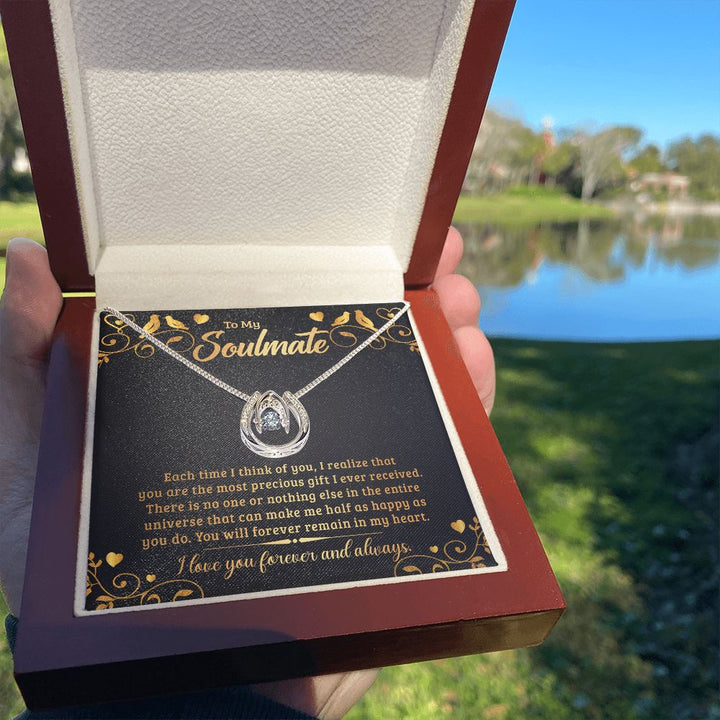 To My
Soulmate
Each time I think of you, I realize that
you are the most precious gift I ever received.
There is no one or nothing else in the entire
universe that can make me half as happy as
you do. You will forever remain in my heart.
I love you forever and always.